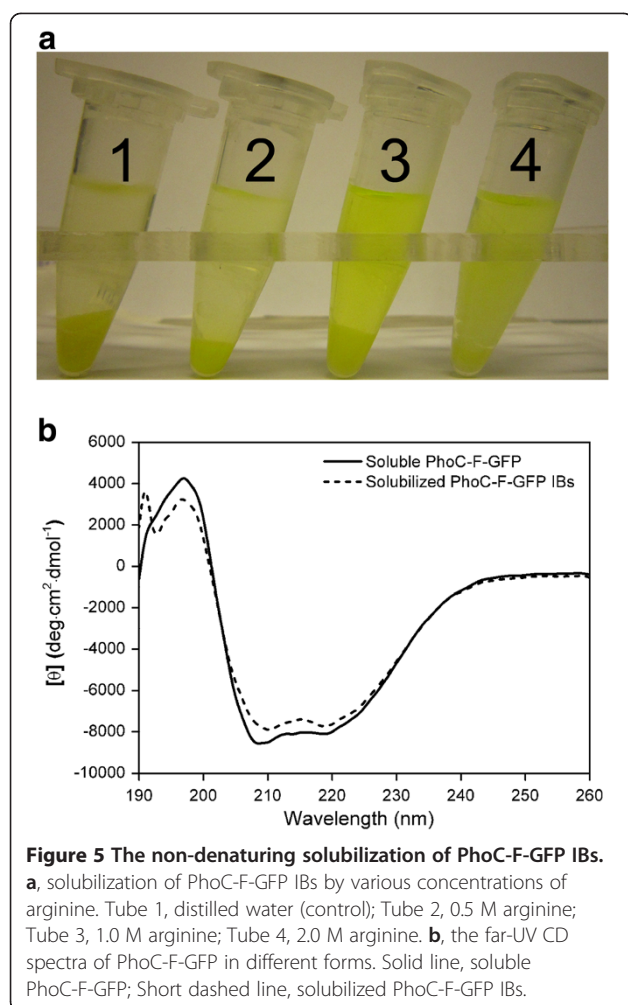 a
1 2 3 4
b
6000
4000
2000
0
-2000
-4000
-6000
-8000
-10000
[θ] (deg·cm²·dmol⁻¹)
Soluble PhoC-F-GFP
Solubilized PhoC-F-GFP IBs
190 200 210 220 230 240 250 260
Wavelength (nm)
Figure 5 The non-denaturing solubilization of PhoC-F-GFP IBs.
a, solubilization of PhoC-F-GFP IBs by various concentrations of
arginine. Tube 1, distilled water (control); Tube 2, 0.5 M arginine;
Tube 3, 1.0 M arginine; Tube 4, 2.0 M arginine. b, the far-UV CD
spectra of PhoC-F-GFP in different forms. Solid line, soluble
PhoC-F-GFP; Short dashed line, solubilized PhoC-F-GFP IBs.